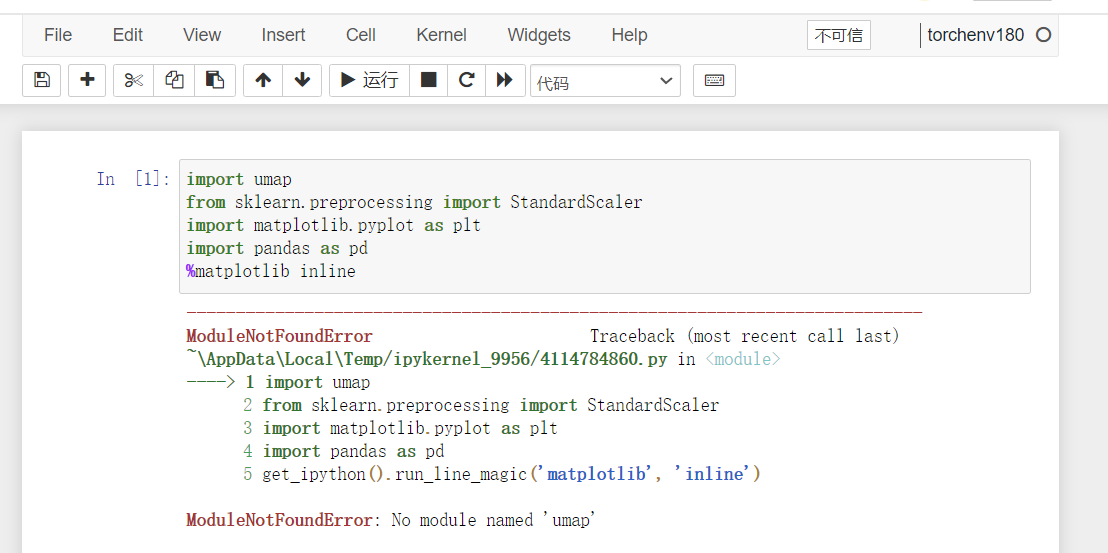 File Edit View Insert Cell Kernel Widgets Help 不可信 torchenv180
运行 代码
In [1]: import umap
from sklearn.preprocessing import StandardScaler
import matplotlib.pyplot as plt
import pandas as pd
%matplotlib inline
---------------------------------------------------------------------------
ModuleNotFoundError Traceback (most recent call last)
~\AppData\Local\Temp/ipykernel_9956/4114784860.py in <module>
----> 1 import umap
2 from sklearn.preprocessing import StandardScaler
3 import matplotlib.pyplot as plt
4 import pandas as pd
5 get_ipython().run_line_magic('matplotlib', 'inline')
ModuleNotFoundError: No module named 'umap'